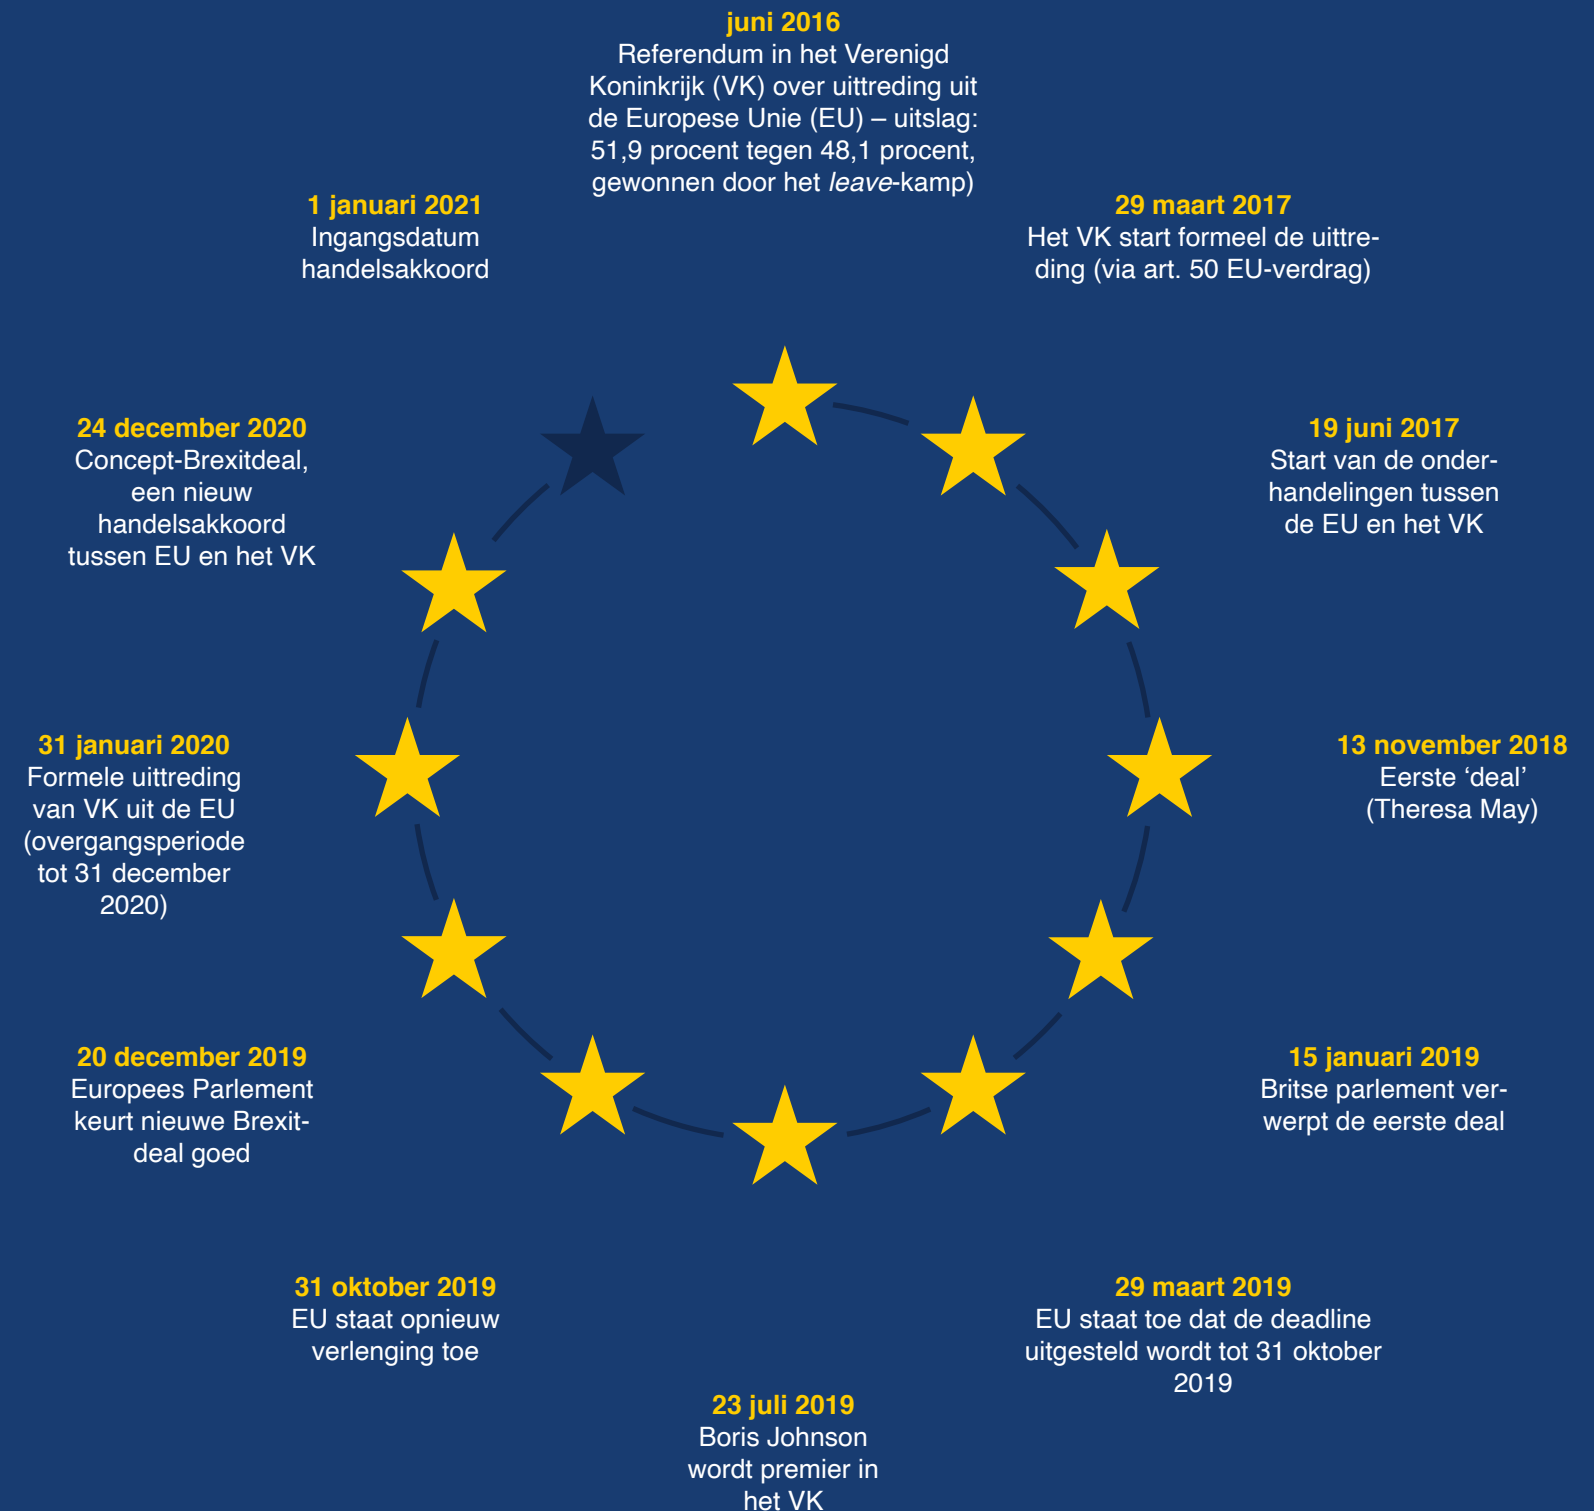 juni 2016
Referendum in het Verenigd
Koninkrijk (VK) over uittreding uit
de Europese Unie (EU) – uitslag:
51,9 procent tegen 48,1 procent,
gewonnen door het leave-kamp)
29 maart 2017
Het VK start formeel de uittre-
ding (via art. 50 EU-verdrag)
19 juni 2017
Start van de onder-
handelingen tussen
de EU en het VK
13 november 2018
Eerste ‘deal’
(Theresa May)
15 januari 2019
Britse parlement ver-
werpt de eerste deal
29 maart 2019
EU staat toe dat de deadline
uitgesteld wordt tot 31 oktober
2019
23 juli 2019
Boris Johnson
wordt premier in
het VK
31 oktober 2019
EU staat opnieuw
verlenging toe
20 december 2019
Europees Parlement
keurt nieuwe Brexit-
deal goed
31 januari 2020
Formele uittreding
van VK uit de EU
(overgangsperiode
tot 31 december
2020)
24 december 2020
Concept-Brexitdeal,
een nieuw
handelsakkoord
tussen EU en het VK
1 januari 2021
Ingangsdatum
handelsakkoord